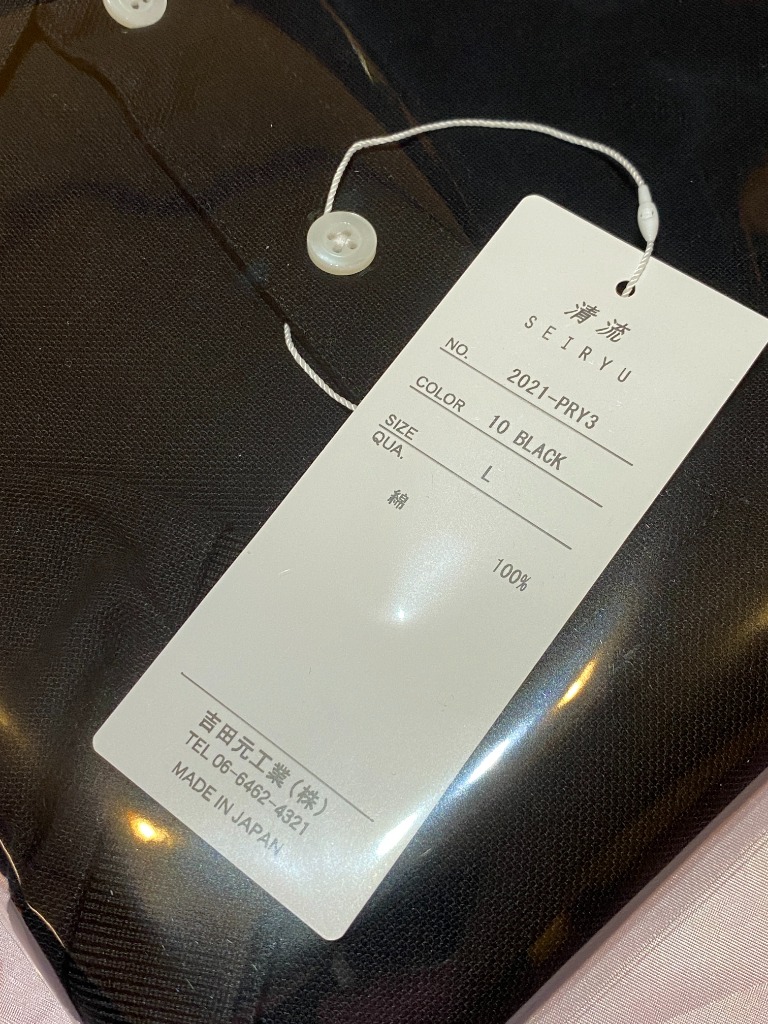 清流
SEIRYU
NO. 2021-PRY3
COLOR 10 BLACK
SIZE L
QUA.
綿 100%
吉田元工業(株)
TEL 06-6462-4321
MADE IN JAPAN